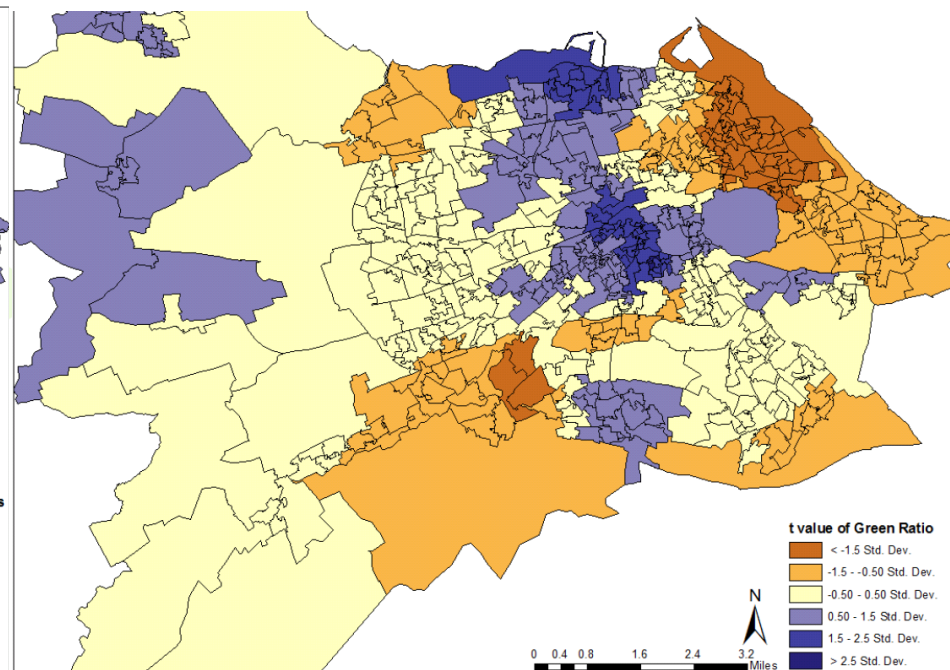 s
t value of Green Ratio
< -1.5 Std. Dev.
-1.5 - -0.50 Std. Dev.
-0.50 - 0.50 Std. Dev.
0.50 - 1.5 Std. Dev.
1.5 - 2.5 Std. Dev.
> 2.5 Std. Dev.
N
0 0.4 0.8 1.6 2.4 3.2
Miles